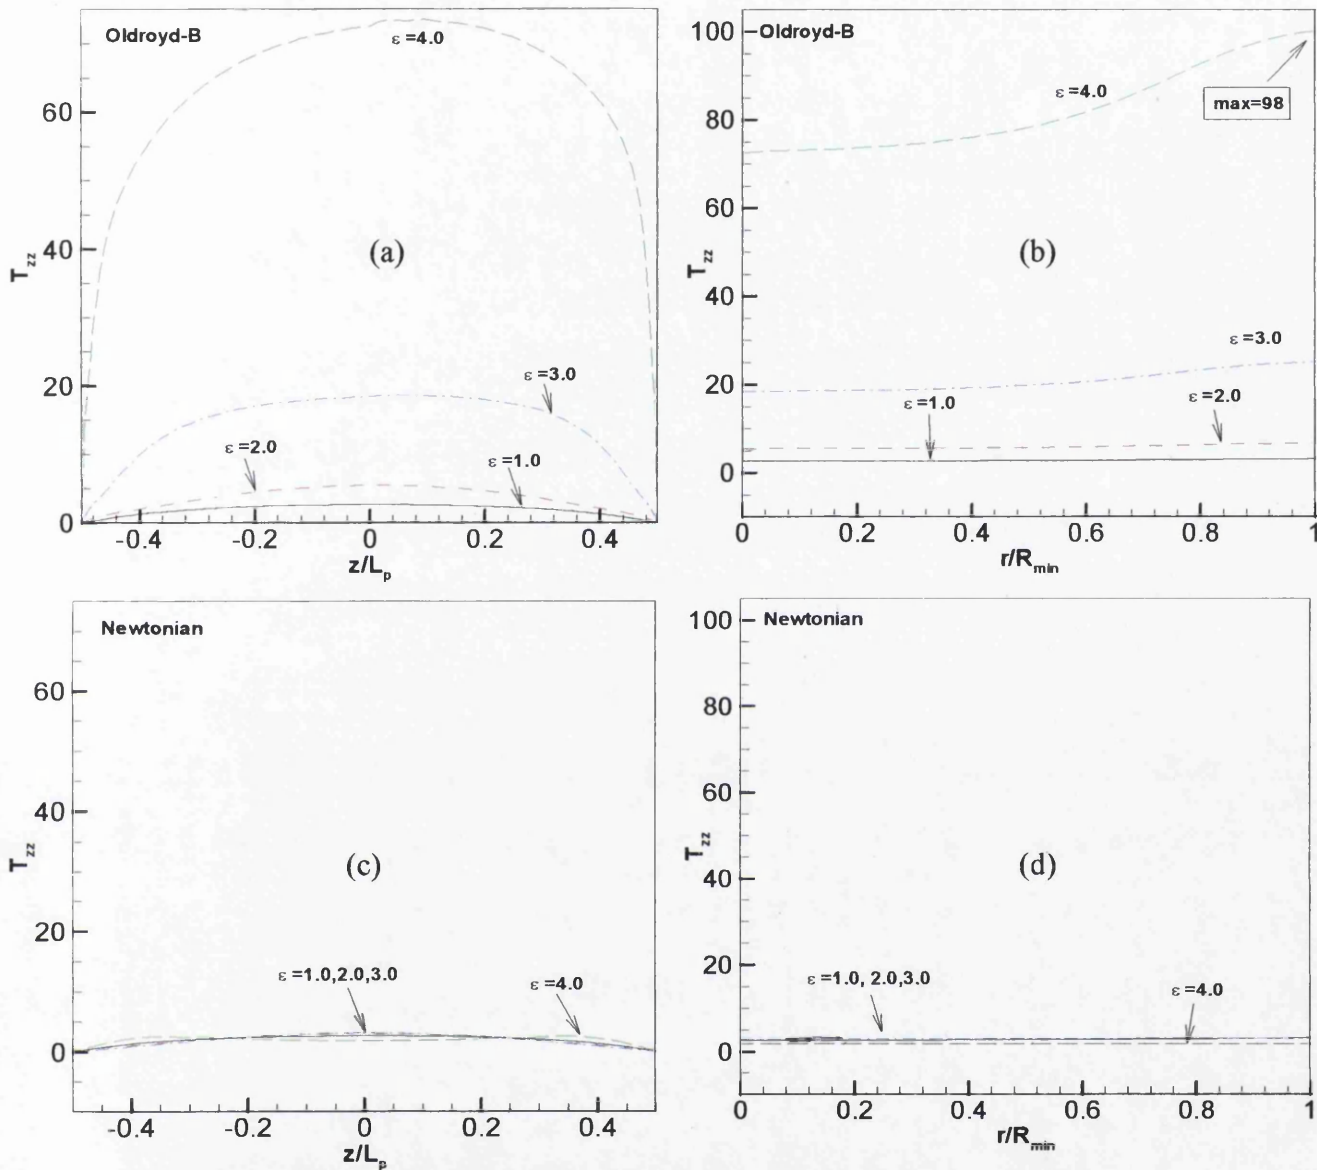 Oldroyd-B
ε=4.0
60
40
20
0
T_zz
(a)
ε=3.0
ε=2.0
ε=1.0
-0.4 -0.2 0 0.2 0.4
z/L_p
100
80
60
40
20
0
Oldroyd-B
ε=4.0
max=98
T_zz
(b)
ε=3.0
ε=1.0
ε=2.0
0 0.2 0.4 0.6 0.8 1
r/R_min
Newtonian
60
40
20
0
T_zz
(c)
ε=1.0,2.0,3.0
ε=4.0
-0.4 -0.2 0 0.2 0.4
z/L_p
100
80
60
40
20
0
Newtonian
T_zz
(d)
ε=1.0, 2.0,3.0
ε=4.0
0 0.2 0.4 0.6 0.8 1
r/R_min